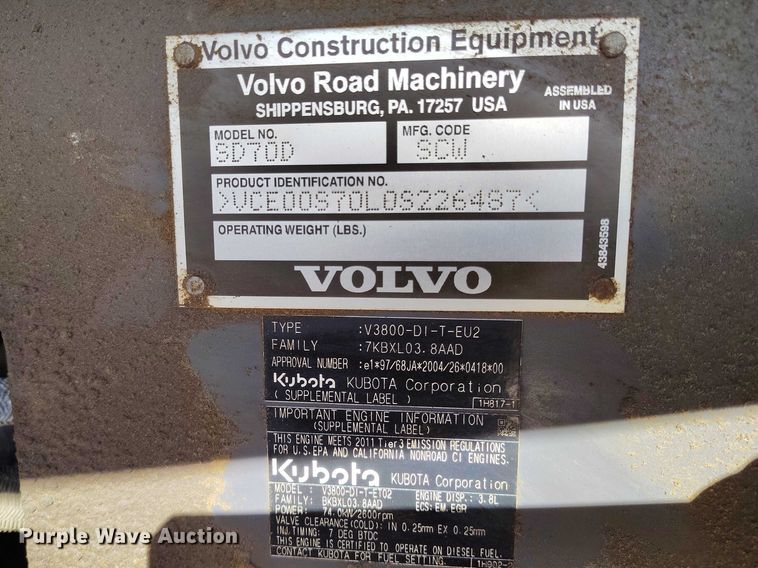 Volvo Construction Equipment
Volvo Road Machinery
SHIPPENSBURG, PA. 17257 USA
ASSEMBLED
IN USA
MODEL NO.
SD70D
MFG. CODE
SCW
PRODUCT IDENTIFICATION NO.
>VCE00S70L0S226487<
OPERATING WEIGHT (LBS.)
43843598
VOLVO
TYPE :V3800-DI-T-EU2
FAMILY :7KBXL03.8AAD
APPROVAL NUMBER :e1*97/68JA*2004/26*0418*00
Kubota KUBOTA Corporation
(SUPPLEMENTAL LABEL) 1H817-1
IMPORTANT ENGINE INFORMATION
(SUPPLEMENTAL LABEL)
THIS ENGINE MEETS 2011 Tier3 EMISSION REGULATIONS
FOR U.S.EPA AND CALIFORNIA NONROAD CI ENGINES.
Kubota KUBOTA Corporation
MODEL : V3800-DI-T-ET02 ENGINE DISP.: 3.8L
FAMILY: BKBXL03.8AAD ECS: EM, EGR
POWER: 74.0kW/2600rpm
VALVE CLEARANCE(COLD): IN 0.25mm EX 0.25mm
INJ.TIMING: 7 DEG BTDC
THIS ENGINE IS CERTIFIED TO OPERATE ON DIESEL FUEL.
CONTACT KUBOTA FOR FUEL SETTING. 1H902-2
Purple Wave Auction